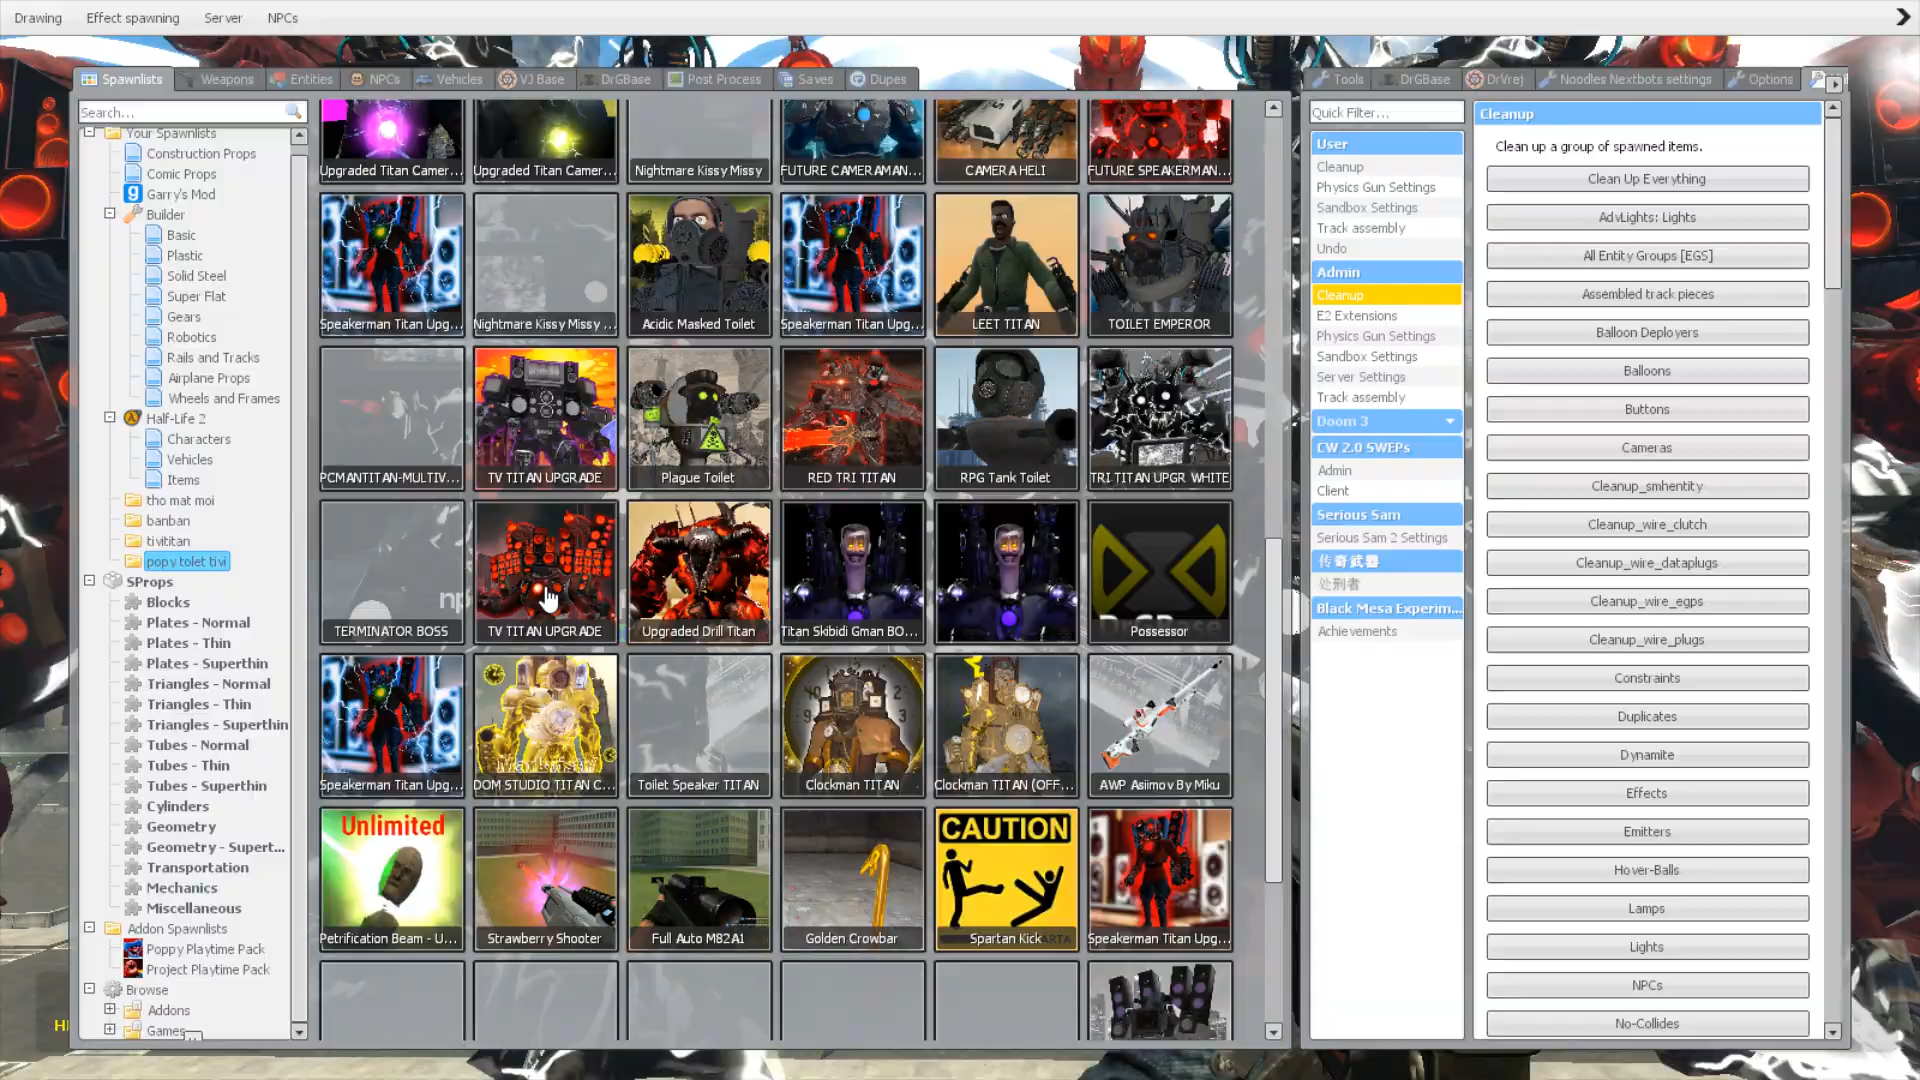 Drawing Effect spawning Server NPCs
Spawnlists Weapons Entities NPCs Vehicles VJ Base DrGBase Post Process Saves Dupes
Tools DrGBase DrVrej Noodles Nextbots settings Options
Search...
Your Spawnlists
Construction Props
Comic Props
Garry's Mod
Builder
Basic
Plastic
Solid Steel
Super Flat
Gears
Robotics
Rails and Tracks
Airplane Props
Wheels and Frames
Half-Life 2
Characters
Vehicles
Items
tho mat moi
banban
tivititan
popy tolet tivi
SProps
Blocks
Plates - Normal
Plates - Thin
Plates - Superthin
Triangles - Normal
Triangles - Thin
Triangles - Superthin
Tubes - Normal
Tubes - Thin
Tubes - Superthin
Cylinders
Geometry
Geometry - Supert...
Transportation
Mechanics
Miscellaneous
Addon Spawnlists
Poppy Playtime Pack
Project Playtime Pack
Browse
Addons
Games
Upgraded Titan Camer... Upgraded Titan Camer... Nightmare Kissy Missy FUTURE CAMERAMAN... CAMERA HELI FUTURE SPEAKERMAN...
Speakerman Titan Upg... Nightmare Kissy Missy ... Acidic Masked Toilet Speakerman Titan Upg... LEET TITAN TOILET EMPEROR
PCMANTITAN-MULTIV... TV TITAN UPGRADE Plague Toilet RED TRI TITAN RPG Tank Toilet TRI TITAN UPGR WHITE
TERMINATOR BOSS TV TITAN UPGRADE Upgraded Drill Titan Titan Skibidi Gman BO... Possessor
Speakerman Titan Upg... DOM STUDIO TITAN C... Toilet Speaker TITAN Clockman TITAN Clockman TITAN (OFF... AWP Asiimov By Miku
Unlimited
CAUTION
Petrification Beam - U... Strawberry Shooter Full Auto M82A1 Golden Crowbar Spartan Kick Speakerman Titan Upg...
Quick Filter...
User
Cleanup
Physics Gun Settings
Sandbox Settings
Track assembly
Undo
Admin
Cleanup
E2 Extensions
Physics Gun Settings
Sandbox Settings
Server Settings
Track assembly
Doom 3
CW 2.0 SWEPs
Admin
Client
Serious Sam
Serious Sam 2 Settings
传奇武器
处刑者
Black Mesa Experim...
Achievements
Cleanup
Clean up a group of spawned items.
Clean Up Everything
AdvLights: Lights
All Entity Groups [EGS]
Assembled track pieces
Balloon Deployers
Balloons
Buttons
Cameras
Cleanup_smhentity
Cleanup_wire_clutch
Cleanup_wire_dataplugs
Cleanup_wire_egps
Cleanup_wire_plugs
Constraints
Duplicates
Dynamite
Effects
Emitters
Hover-Balls
Lamps
Lights
NPCs
No-Collides